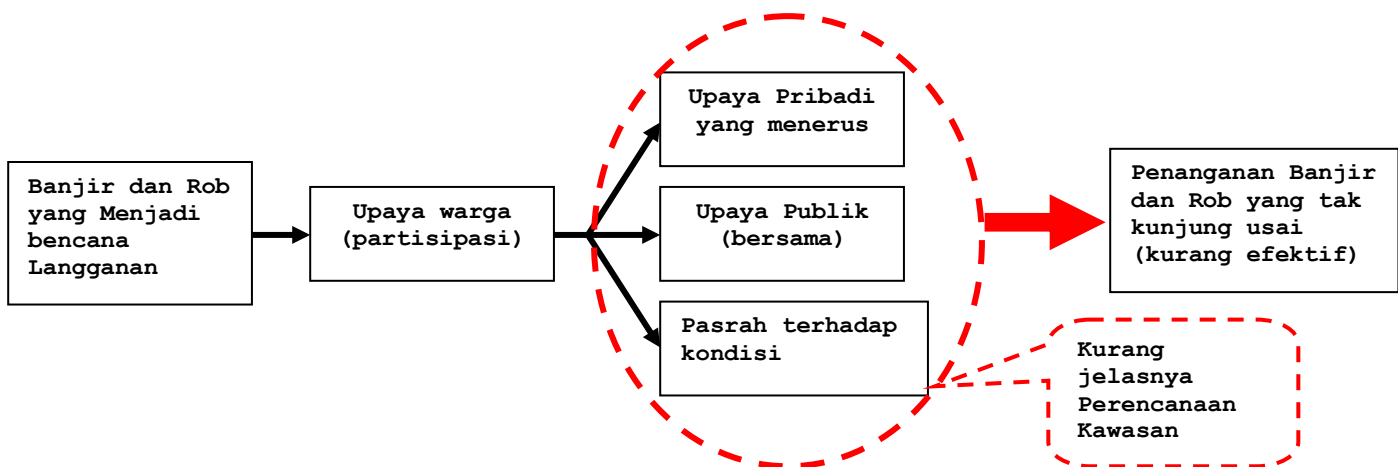 Banjir dan Rob
yang Menjadi
bencana
Langganan
Upaya warga
(partisipasi)
Upaya Pribadi
yang menerus
Upaya Publik
(bersama)
Pasrah terhadap
kondisi
Penanganan Banjir
dan Rob yang tak
kunjung usai
(kurang efektif)
Kurang
jelasnya
Perencanaan
Kawasan